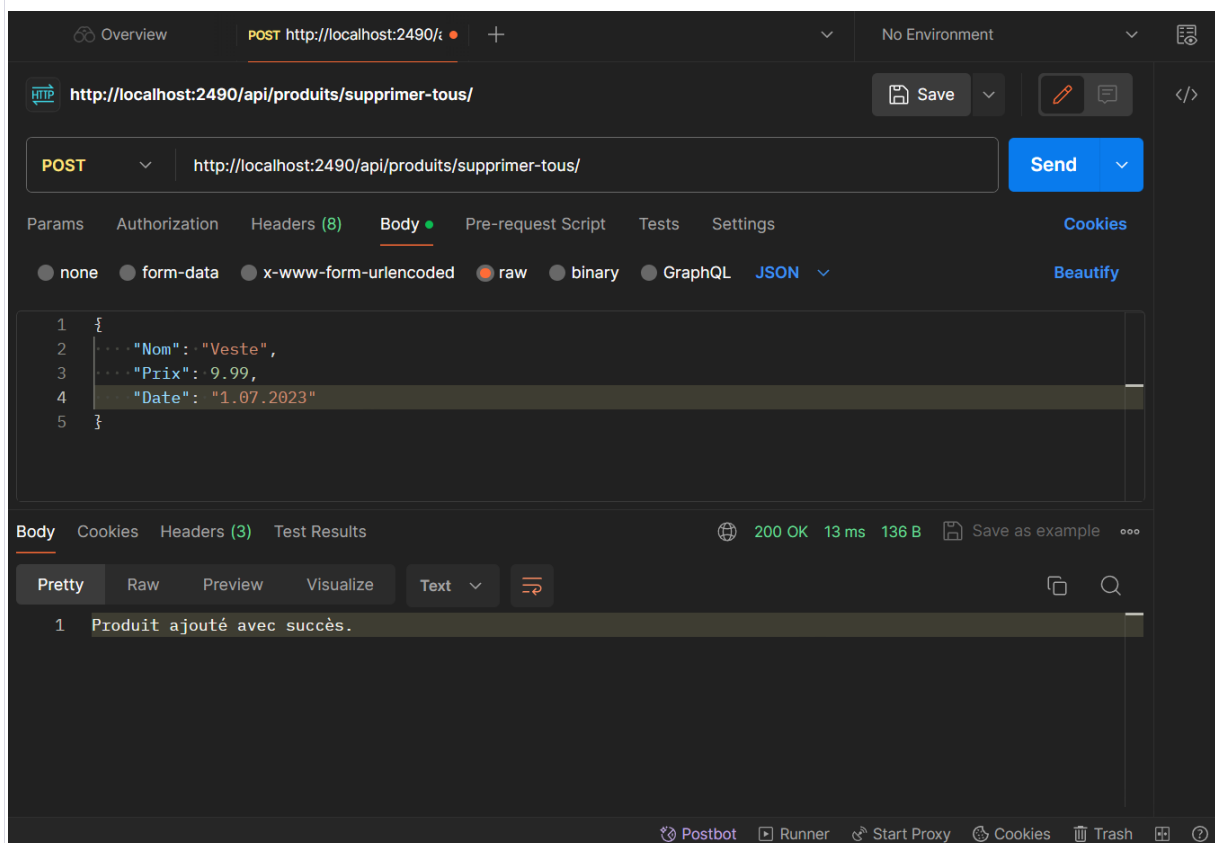 Overview POST http://localhost:2490/a No Environment
HTTP http://localhost:2490/api/produits/supprimer-tous/ Save </>
POST http://localhost:2490/api/produits/supprimer-tous/ Send
Params Authorization Headers (8) Body Pre-request Script Tests Settings Cookies
none form-data x-www-form-urlencoded raw binary GraphQL JSON Beautify
1 {
2 "Nom": "Veste",
3 "Prix": 9.99,
4 "Date": "1.07.2023"
5 }
Body Cookies Headers (3) Test Results 200 OK 13 ms 136 B Save as example
Pretty Raw Preview Visualize Text
1 Produit ajouté avec succès.
Postbot Runner Start Proxy Cookies Trash